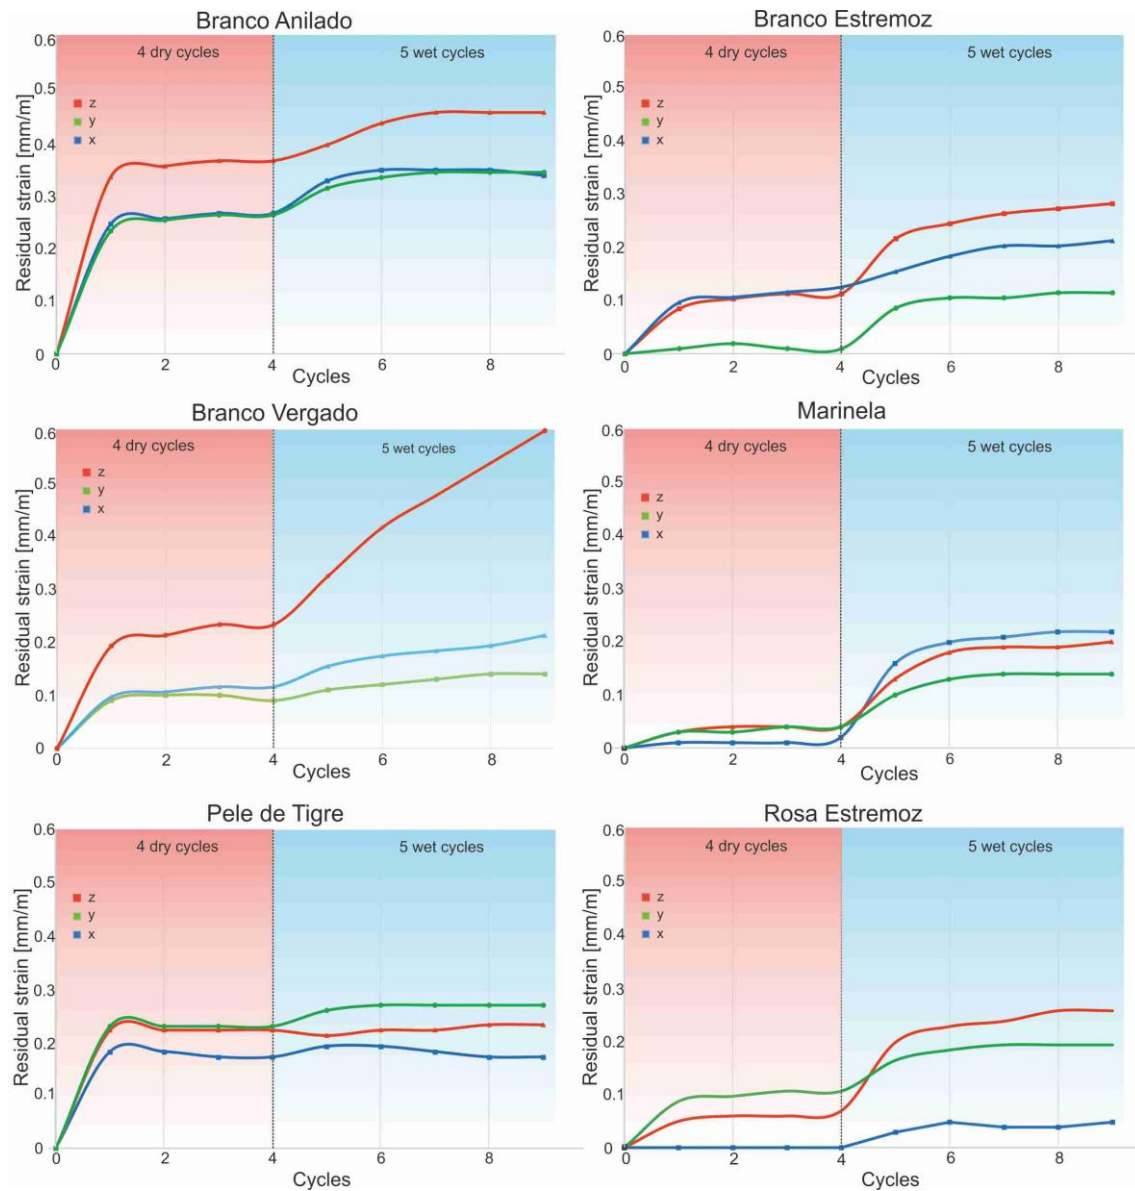 Branco Anilado
0.6
0.5
0.4
0.3
0.2
0.1
0
Residual strain [mm/m]
4 dry cycles
5 wet cycles
z
y
x
0 2 4 6 8
Cycles
Branco Estremoz
0.6
0.5
0.4
0.3
0.2
0.1
0
Residual strain [mm/m]
4 dry cycles
5 wet cycles
z
y
x
0 2 4 6 8
Cycles
Branco Vergado
0.6
0.5
0.4
0.3
0.2
0.1
0
Residual strain [mm/m]
4 dry cycles
5 wet cycles
z
y
x
0 2 4 6 8
Cycles
Marinela
0.6
0.5
0.4
0.3
0.2
0.1
0
Residual strain [mm/m]
4 dry cycles
5 wet cycles
z
y
x
0 2 4 6 8
Cycles
Pele de Tigre
0.6
0.5
0.4
0.3
0.2
0.1
0
Residual strain [mm/m]
4 dry cycles
5 wet cycles
z
y
x
0 2 4 6 8
Cycles
Rosa Estremoz
0.6
0.5
0.4
0.3
0.2
0.1
0
Residual strain [mm/m]
4 dry cycles
5 wet cycles
z
y
x
0 2 4 6 8
Cycles